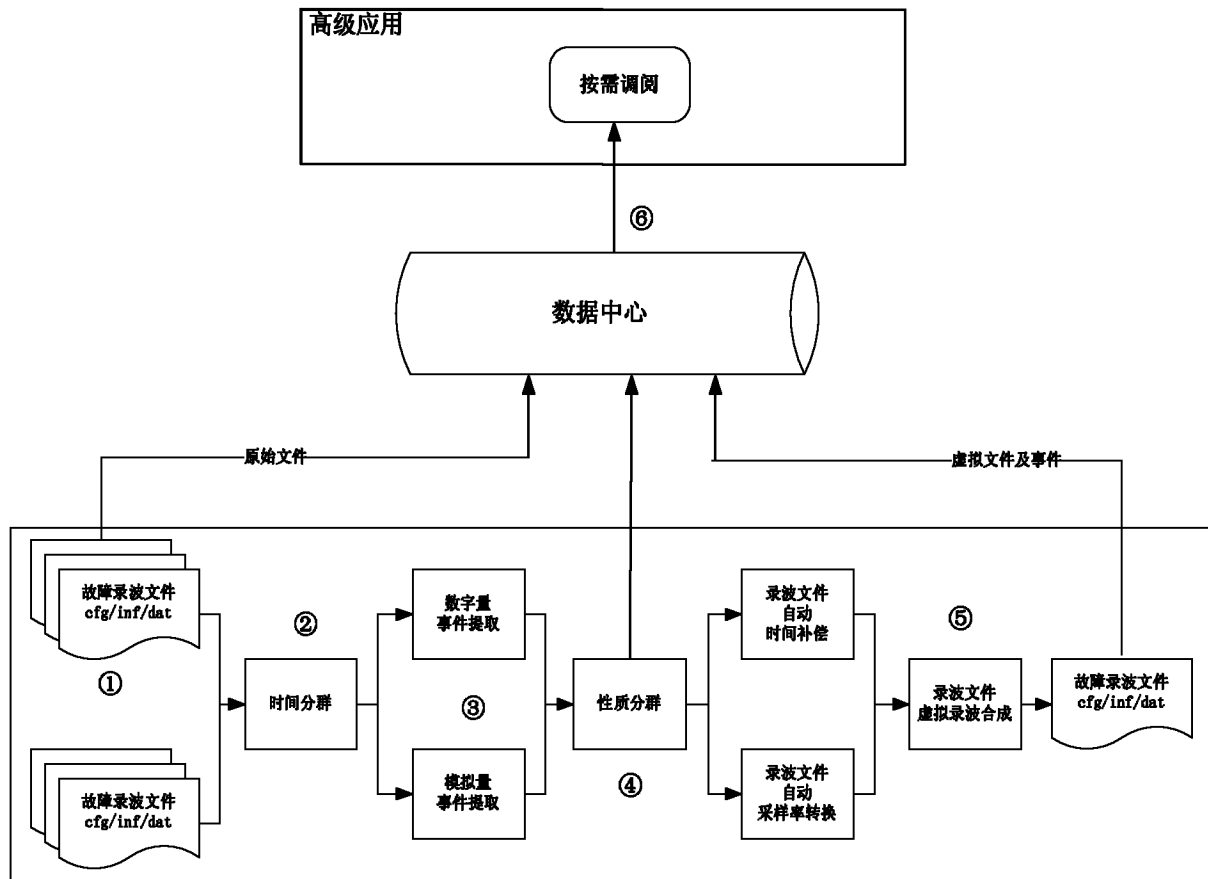 高级应用
按需调阅
⑥
数据中心
原始文件
虚拟文件及事件
故障录波文件
cfg/inf/dat
①
故障录波文件
cfg/inf/dat
②
时间分群
数字量
事件提取
③
模拟量
事件提取
性质分群
④
录波文件
自动
时间补偿
录波文件
自动
采样率转换
⑤
录波文件
虚拟录波合成
故障录波文件
cfg/inf/dat